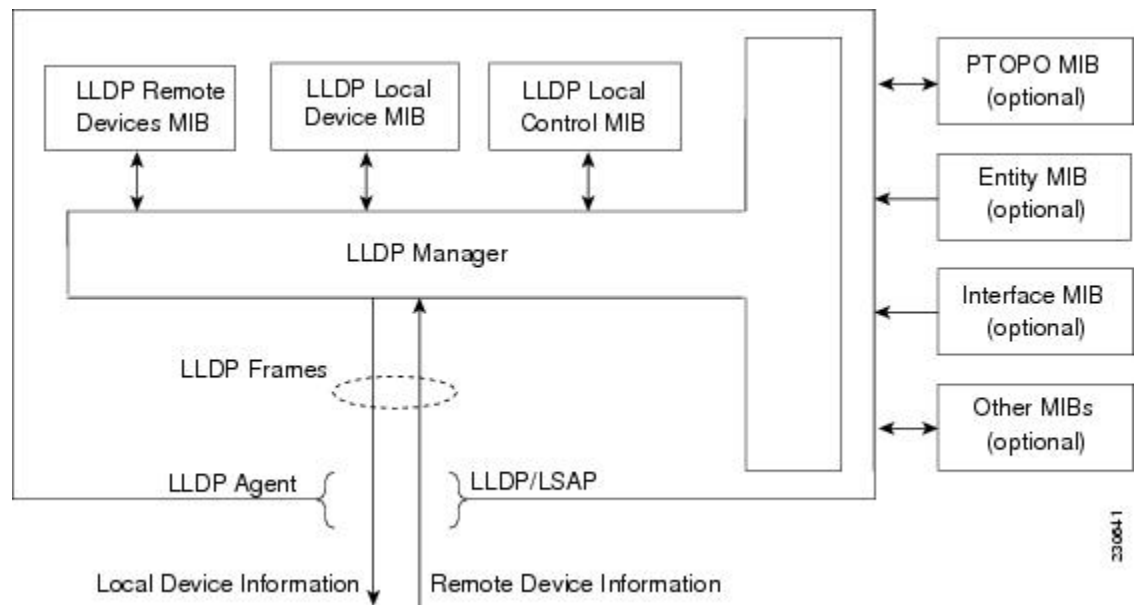 LLDP Remote
Devices MIB
LLDP Local
Device MIB
LLDP Local
Control MIB
PTOPO MIB
(optional)
Entity MIB
(optional)
LLDP Manager
Interface MIB
(optional)
LLDP Frames
Other MIBs
(optional)
LLDP Agent
LLDP/LSAP
230641
Local Device Information
Remote Device Information